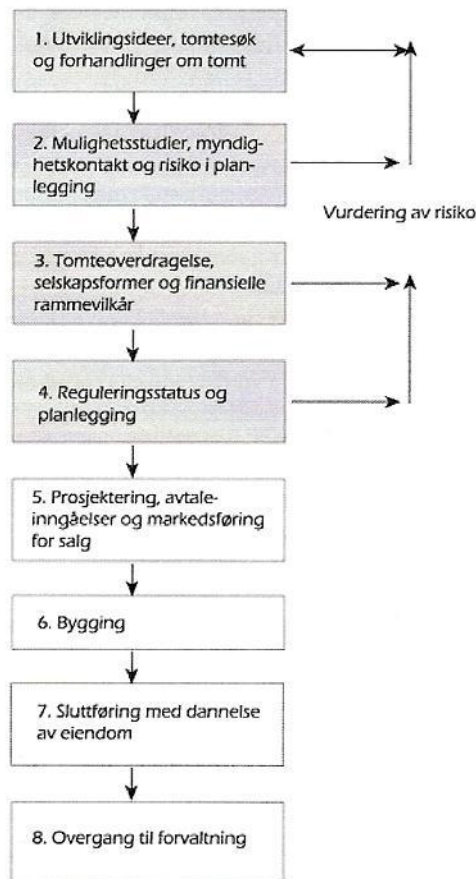 1. Utviklingsideer, tomtesøk
og forhandlinger om tomt
2. Mulighetsstudier, myndig-
hetskontakt og risiko i plan-
legging
Vurdering av risiko
3. Tomteoverdragelse,
selskapsformer og finansielle
rammevilkår
4. Reguleringsstatus og
planlegging
5. Prosjektering, avtale-
inngåelser og markedsføring
for salg
6. Bygging
7. Sluttføring med dannelse
av eiendom
8. Overgang til forvaltning